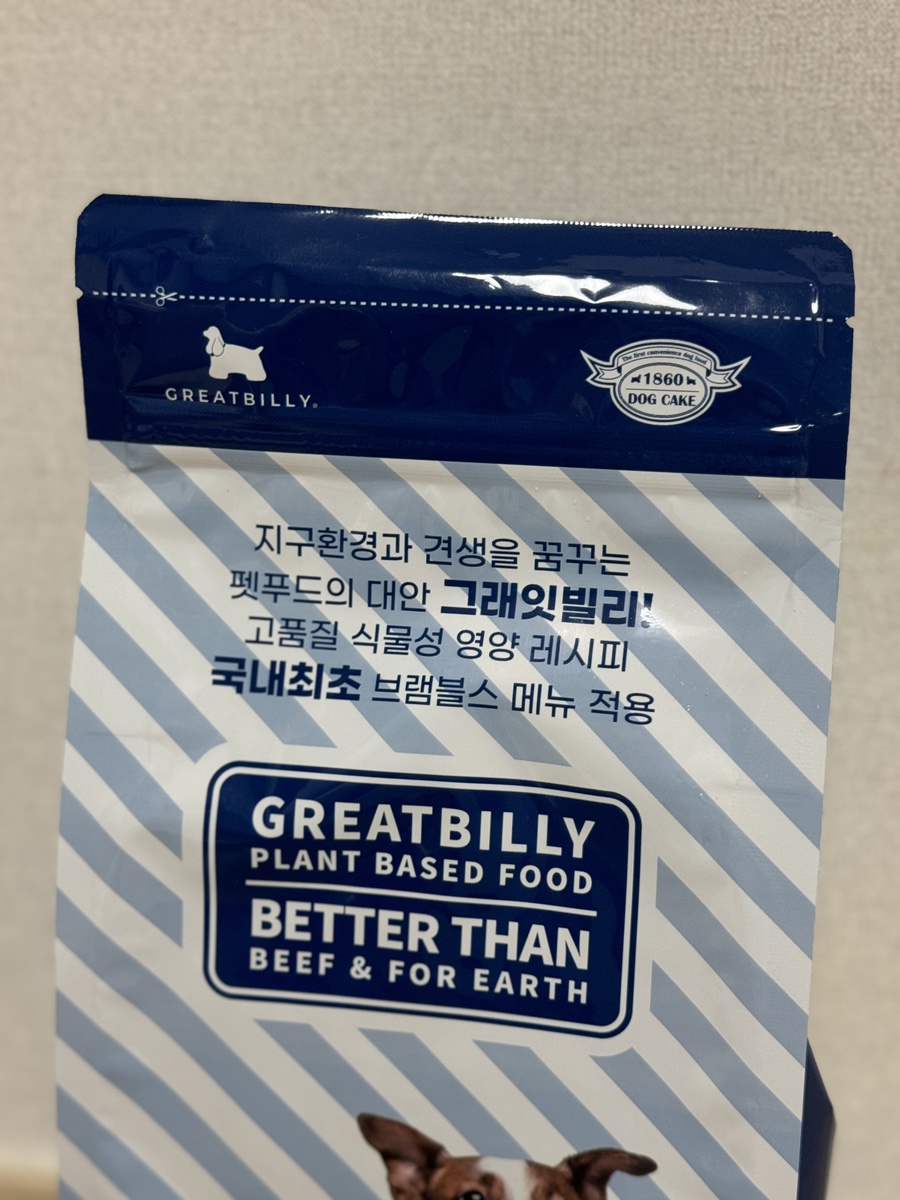 GREATBILLY®
The first convenience dog food
1860
DOG CAKE
지구환경과 견생을 꿈꾸는
펫푸드의 대안 그래잇빌리!
고품질 식물성 영양 레시피
국내최초 브램블스 메뉴 적용
GREATBILLY
PLANT BASED FOOD
BETTER THAN
BEEF & FOR EARTH